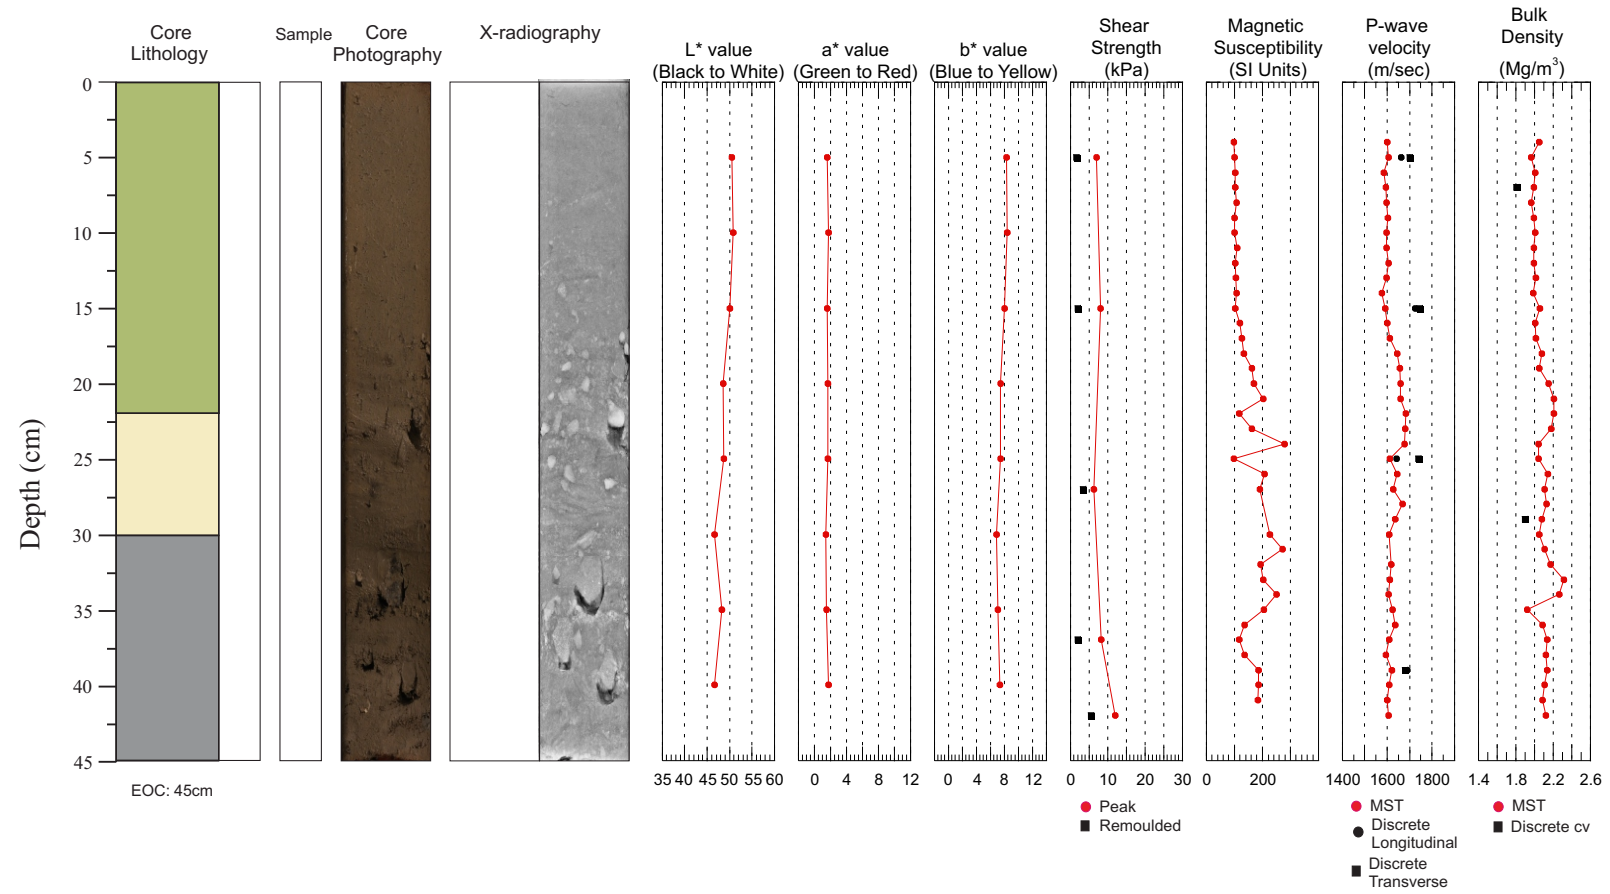 Core
Lithology
Sample
Core
Photography
X-radiography
L* value
(Black to White)
a* value
(Green to Red)
b* value
(Blue to Yellow)
Shear
Strength
(kPa)
Magnetic
Susceptibility
(SI Units)
P-wave
velocity
(m/sec)
Bulk
Density
(Mg/m³)
Depth (cm)
0
5
10
15
20
25
30
35
40
45
EOC: 45cm
35 40 45 50 55 60
0 4 8 12
0 4 8 12
0 10 20 30
0 200
1400 1600 1800
1.4 1.8 2.2 2.6
Peak
Remoulded
MST
Discrete
Longitudinal
Discrete
Transverse
MST
Discrete cv